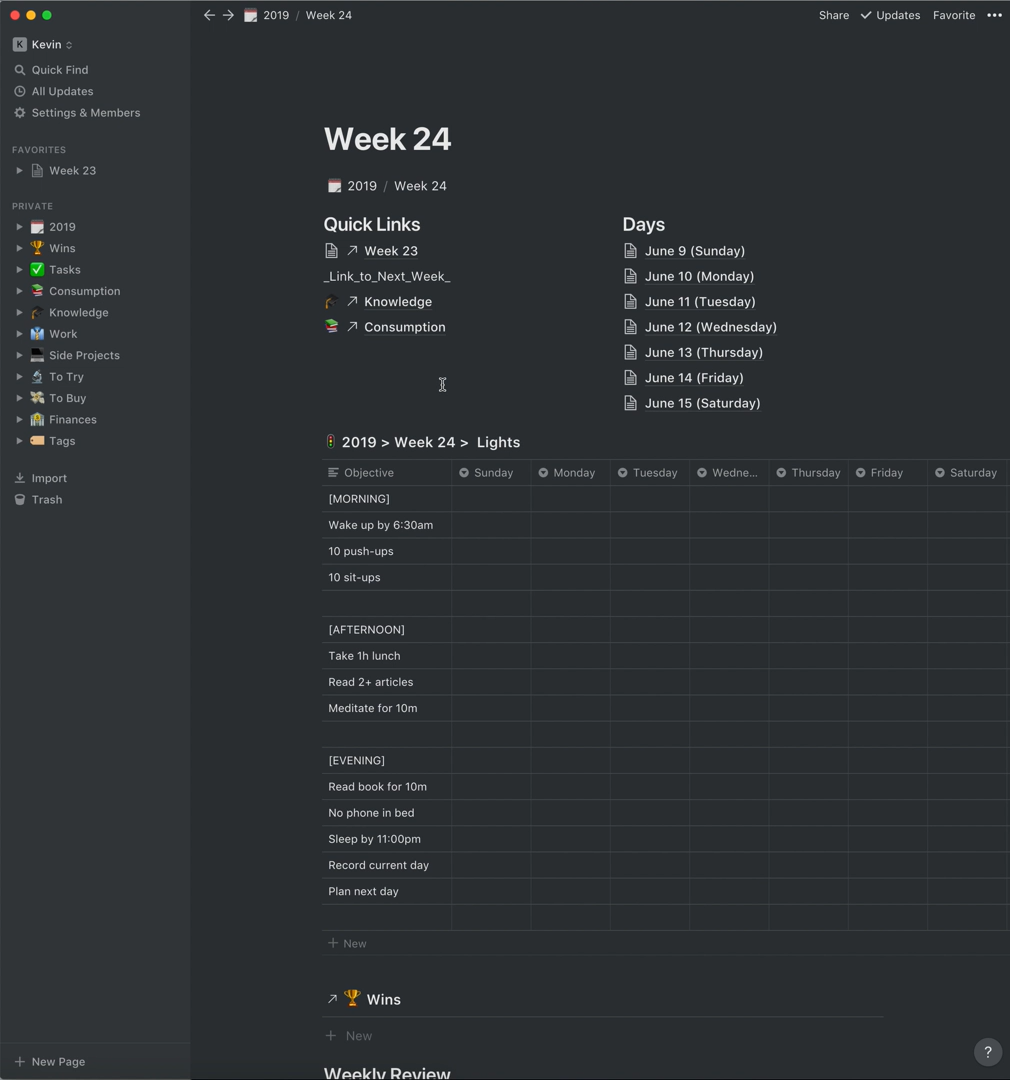 2019 / Week 24
Share
Updates
Favorite
K Kevin
Quick Find
All Updates
Settings & Members
FAVORITES
Week 23
PRIVATE
2019
Wins
Tasks
Consumption
Knowledge
Work
Side Projects
To Try
To Buy
Finances
Tags
Import
Trash
New Page
Week 24
2019 / Week 24
Quick Links
Week 23
_Link_to_Next_Week_
Knowledge
Consumption
Days
June 9 (Sunday)
June 10 (Monday)
June 11 (Tuesday)
June 12 (Wednesday)
June 13 (Thursday)
June 14 (Friday)
June 15 (Saturday)
2019 > Week 24 > Lights
Objective Sunday Monday Tuesday Wedne... Thursday Friday Saturday
[MORNING]
Wake up by 6:30am
10 push-ups
10 sit-ups
[AFTERNOON]
Take 1h lunch
Read 2+ articles
Meditate for 10m
[EVENING]
Read book for 10m
No phone in bed
Sleep by 11:00pm
Record current day
Plan next day
+ New
Wins
+ New
Weekly Review
?